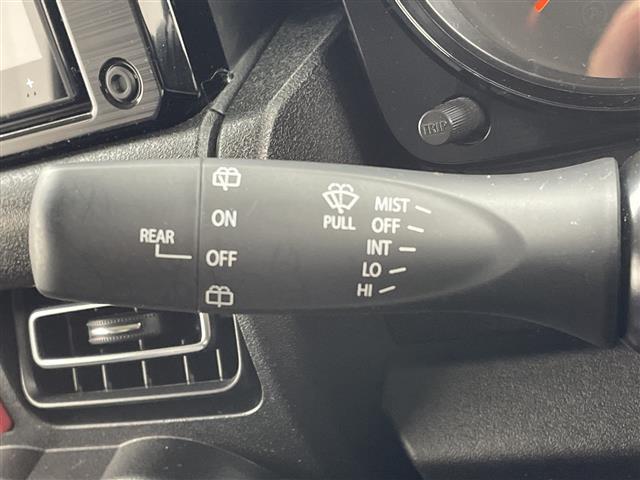 TRIP
ON
REAR
OFF
PULL
MIST
OFF
INT
LO
HI